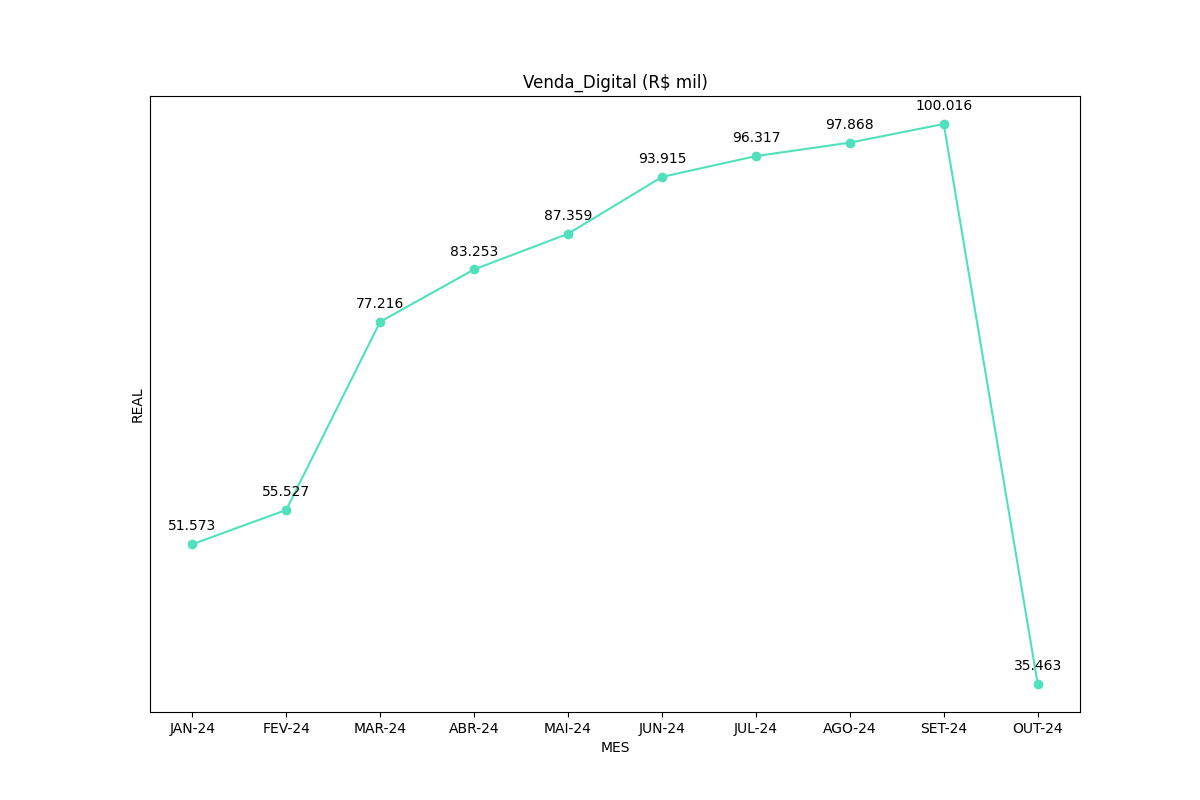 Venda_Digital (R$ mil)
100.016
97.868
96.317
93.915
87.359
83.253
77.216
55.527
51.573
35.463
REAL
JAN-24 FEV-24 MAR-24 ABR-24 MAI-24 JUN-24 JUL-24 AGO-24 SET-24 OUT-24
MES